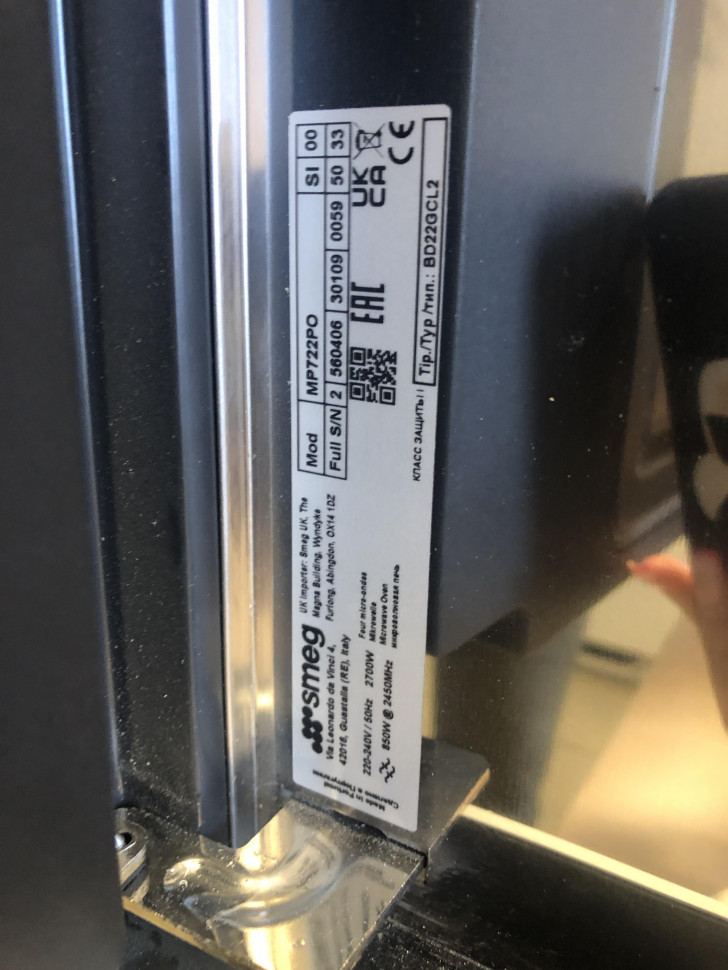 smeg
Via Leonardo da Vinci 4,
42016, Guastalla (RE), Italy
UK Importer: Smeg UK, The
Magna Building, Wyndyke
Furlong, Abingdon, OX14 1DZ
Mod MP722PO SI 00
Full S/N 2 560406 30109 0059 50 33
220-240V / 50Hz 2700W
850W @ 2450MHz
Four micro-ondes
Mikrowelle
Microwave Oven
микроволновая печь
EAC
UK
CA
CE
КЛАСС ЗАЩИТЫ I
Tip./Typ /тип.: BD22GCL2
Made in Portugal
Сделано в Португалии